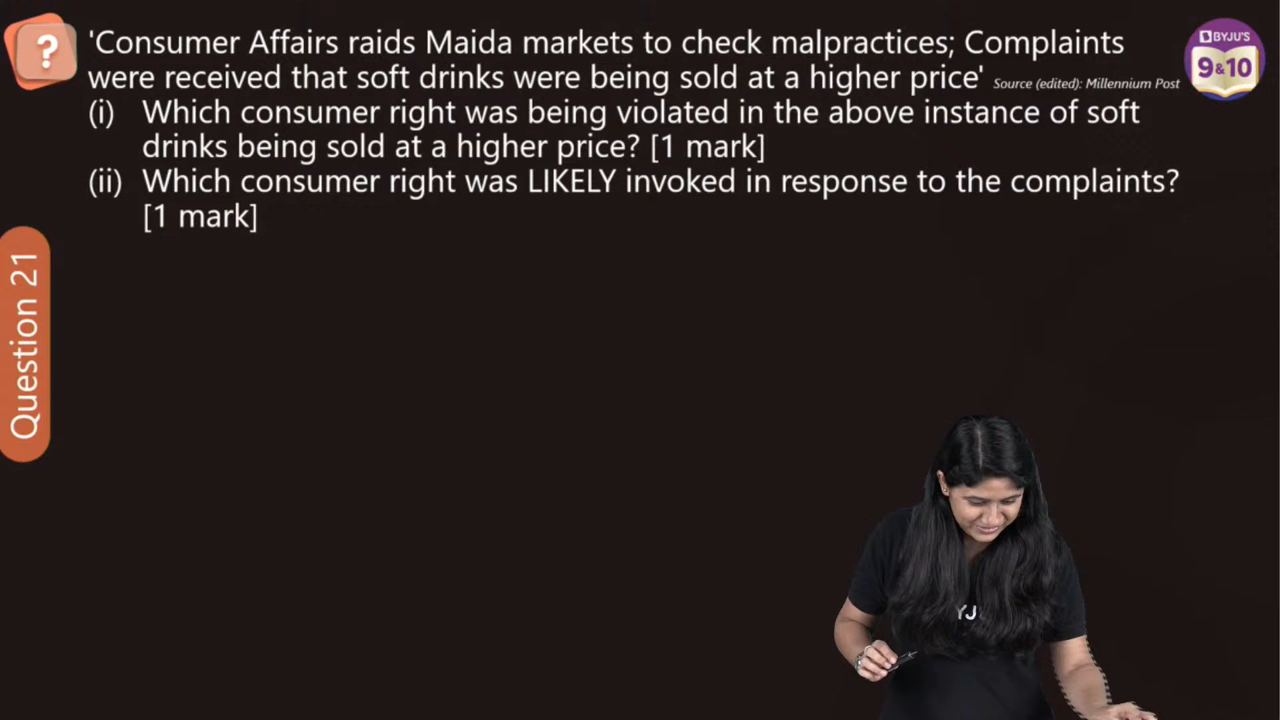 ?
'Consumer Affairs raids Maida markets to check malpractices; Complaints
were received that soft drinks were being sold at a higher price' Source (edited): Millennium Post
BYJU'S
9&10
(i) Which consumer right was being violated in the above instance of soft
drinks being sold at a higher price? [1 mark]
(ii) Which consumer right was LIKELY invoked in response to the complaints?
[1 mark]
Question 21
YJ